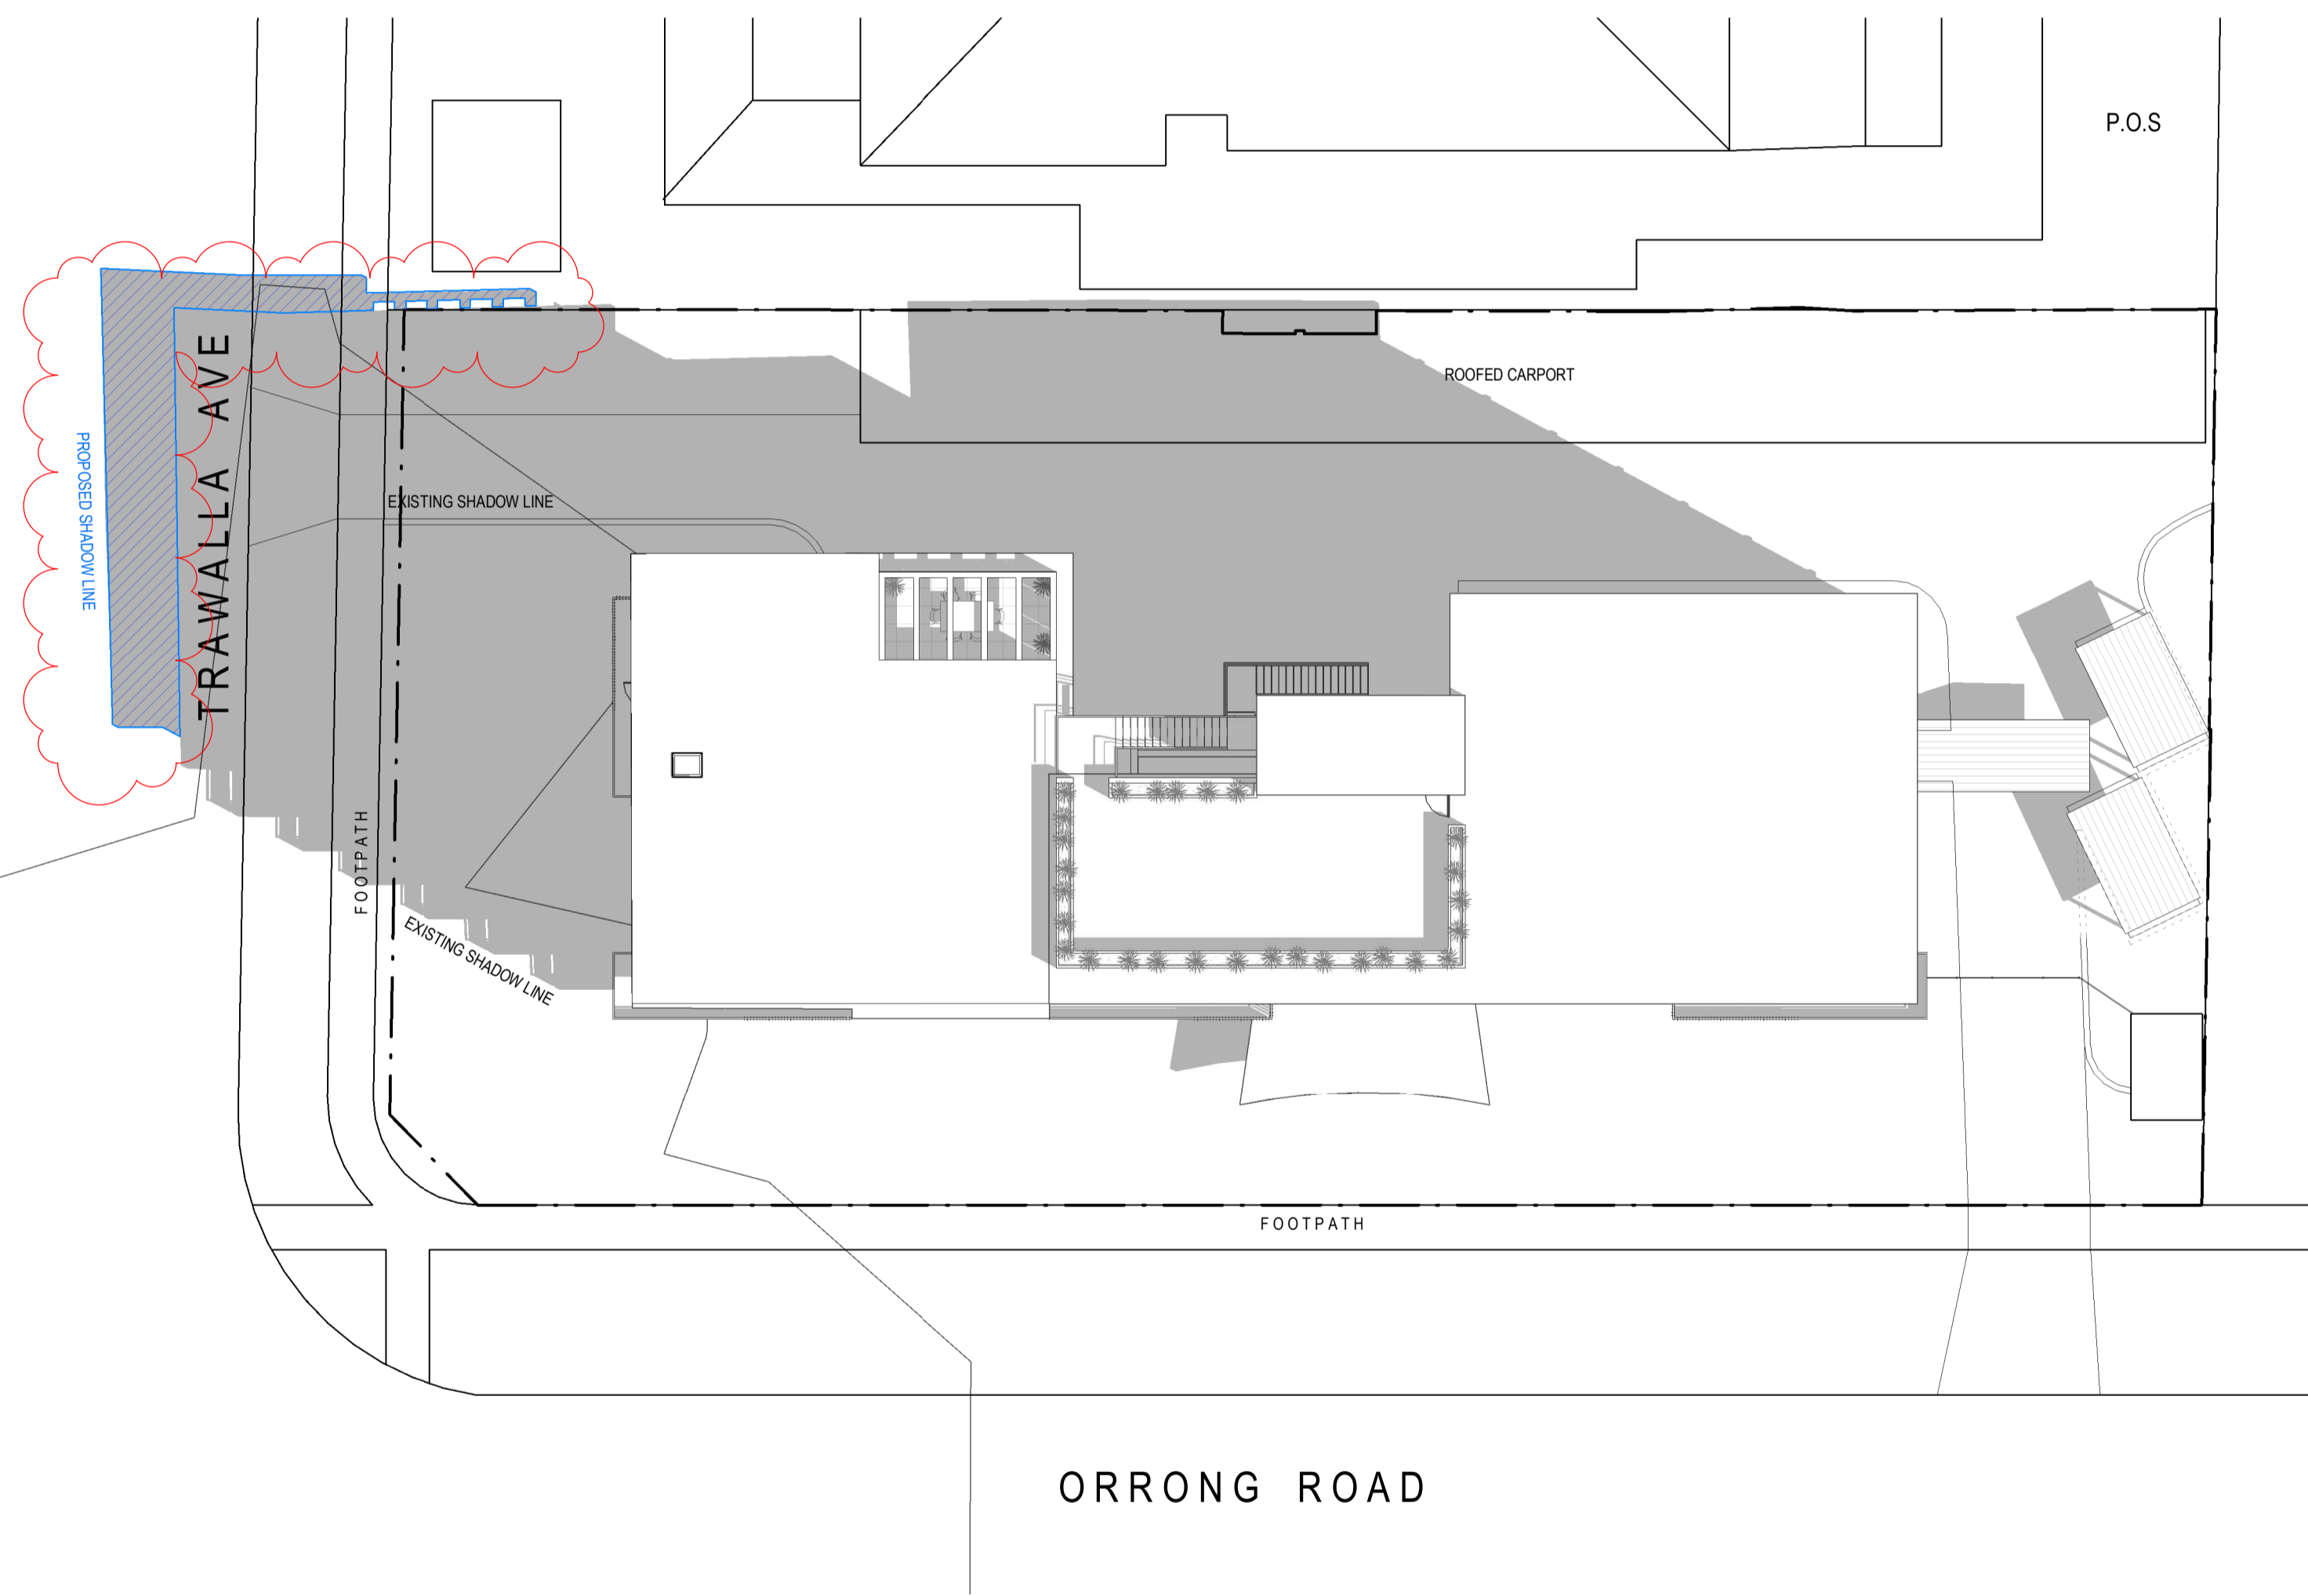 P.O.S
ROOFED CARPORT
PROPOSED SHADOW LINE
TRAWALLA AVE
EXISTING SHADOW LINE
FOOTPATH
EXISTING SHADOW LINE
FOOTPATH
ORRONG ROAD